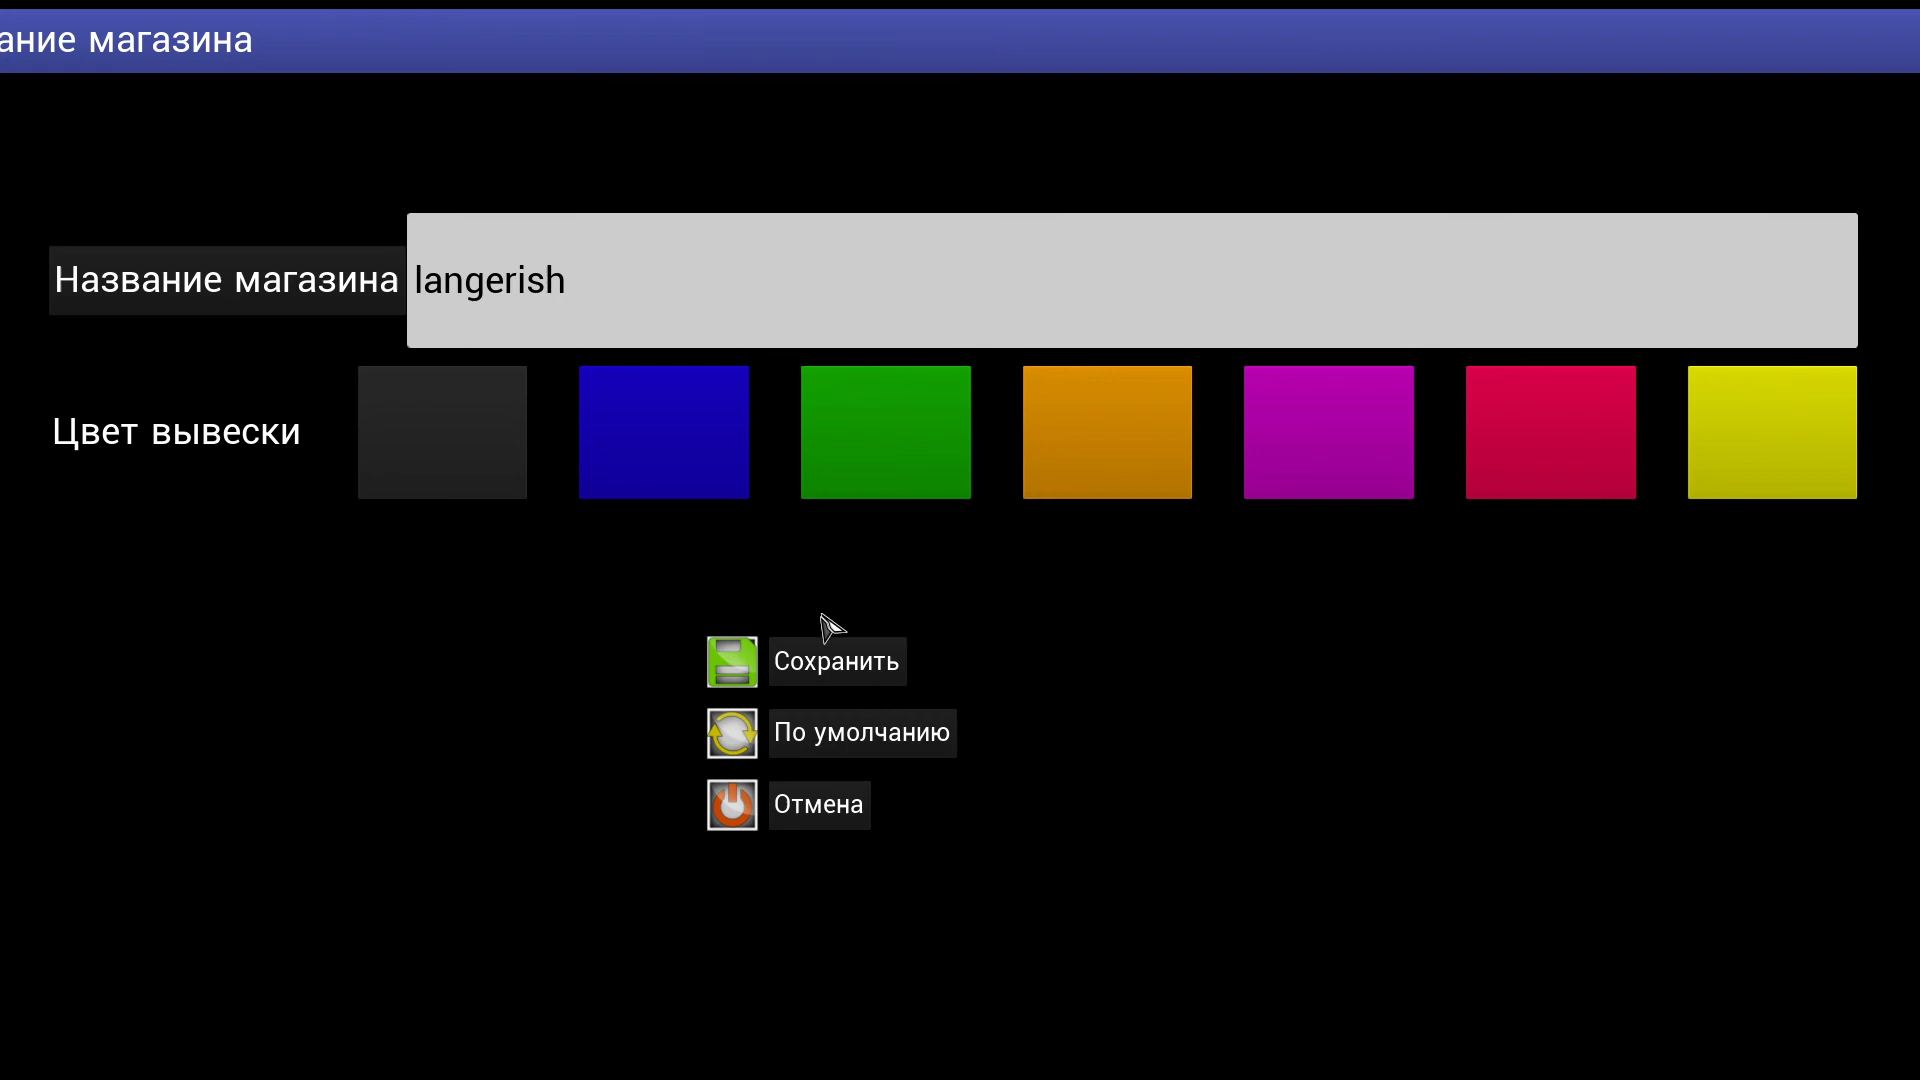 ание магазина
Название магазина langerish
Цвет вывески
Сохранить
По умолчанию
Отмена